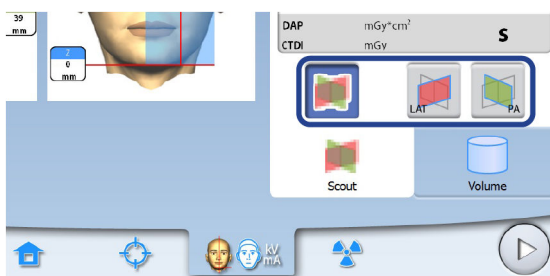 39
mm
Z
0
mm
DAP mGy*cm²
CTDI mGy
S
LAT
PA
Scout
Volume
kV
mA